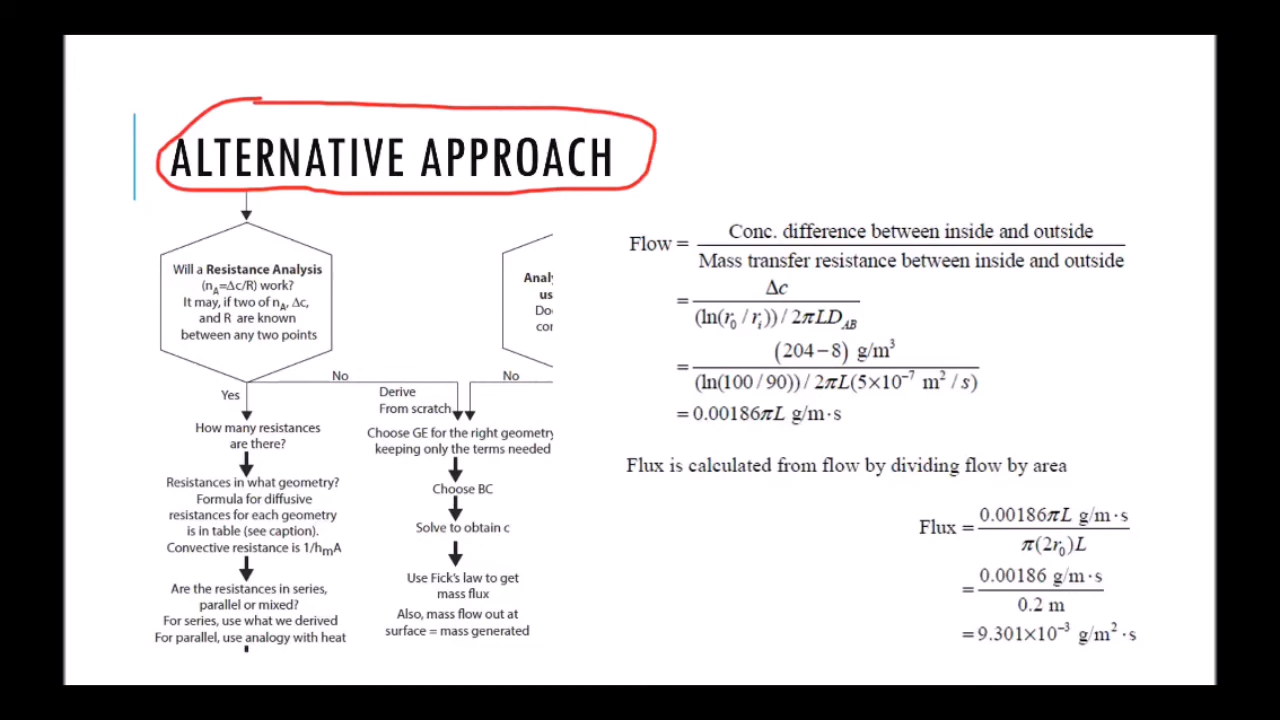 ALTERNATIVE APPROACH
Will a Resistance Analysis
(n_A=Δc/R) work?
It may, if two of n_A, Δc,
and R are known
between any two points
No
Yes
How many resistances
are there?
Resistances in what geometry?
Formula for diffusive
resistances for each geometry
is in table (see caption).
Convective resistance is 1/h_mA
Are the resistances in series,
parallel or mixed?
For series, use what we derived
For parallel, use analogy with heat
Derive
From scratch
No
Choose GE for the right geometry
keeping only the terms needed
Choose BC
Solve to obtain c
Use Fick's law to get
mass flux
Also, mass flow out at
surface = mass generated
Flow = Conc. difference between inside and outside / Mass transfer resistance between inside and outside
= Δc / (ln(r_0 / r_i)) / 2πLD_AB
= (204−8) g/m³ / (ln(100 / 90)) / 2πL(5×10⁻⁷ m² / s)
= 0.00186πL g/m·s
Flux is calculated from flow by dividing flow by area
Flux = 0.00186πL g/m·s / π(2r_0)L
= 0.00186 g/m·s / 0.2 m
= 9.301×10⁻³ g/m²·s